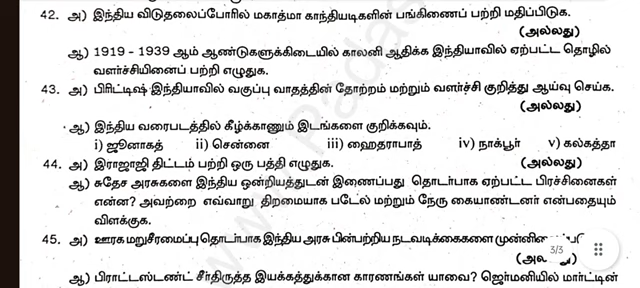 42. அ) இந்திய விடுதலைப்போரில் மகாத்மா காந்தியடிகளின் பங்கினைப் பற்றி மதிப்பிடுக.
(அல்லது)
ஆ) 1919 - 1939 ஆம் ஆண்டுகளுக்கிடையில் காலனி ஆதிக்க இந்தியாவில் ஏற்பட்ட தொழில்
வளர்ச்சியினைப் பற்றி எழுதுக.
43. அ) பிரிட்டிஷ் இந்தியாவில் வகுப்பு வாதத்தின் தோற்றம் மற்றும் வளர்ச்சி குறித்து ஆய்வு செய்க.
(அல்லது)
ஆ) இந்திய வரைபடத்தில் கீழ்க்காணும் இடங்களை குறிக்கவும்.
i) ஜூனாகத் ii) சென்னை iii) ஹைதராபாத் iv) நாக்பூர் v) கல்கத்தா
44. அ) இராஜாஜி திட்டம் பற்றி ஒரு பத்தி எழுதுக. (அல்லது)
ஆ) சுதேச அரசுகளை இந்திய ஒன்றியத்துடன் இணைப்பது தொடர்பாக ஏற்பட்ட பிரச்சினைகள்
என்ன? அவற்றை எவ்வாறு திறமையாக படேல் மற்றும் நேரு கையாண்டனர் என்பதையும்
விளக்குக.
45. அ) ஊரக மறுசீரமைப்பு தொடர்பாக இந்திய அரசு பின்பற்றிய நடவடிக்கைகளை
3/3
ஆ) பிராட்டஸ்டண்ட் சீர்திருத்த இயக்கத்துக்கான காரணங்கள் யாவை? ஜெர்மனியில் மார்ட்டின்